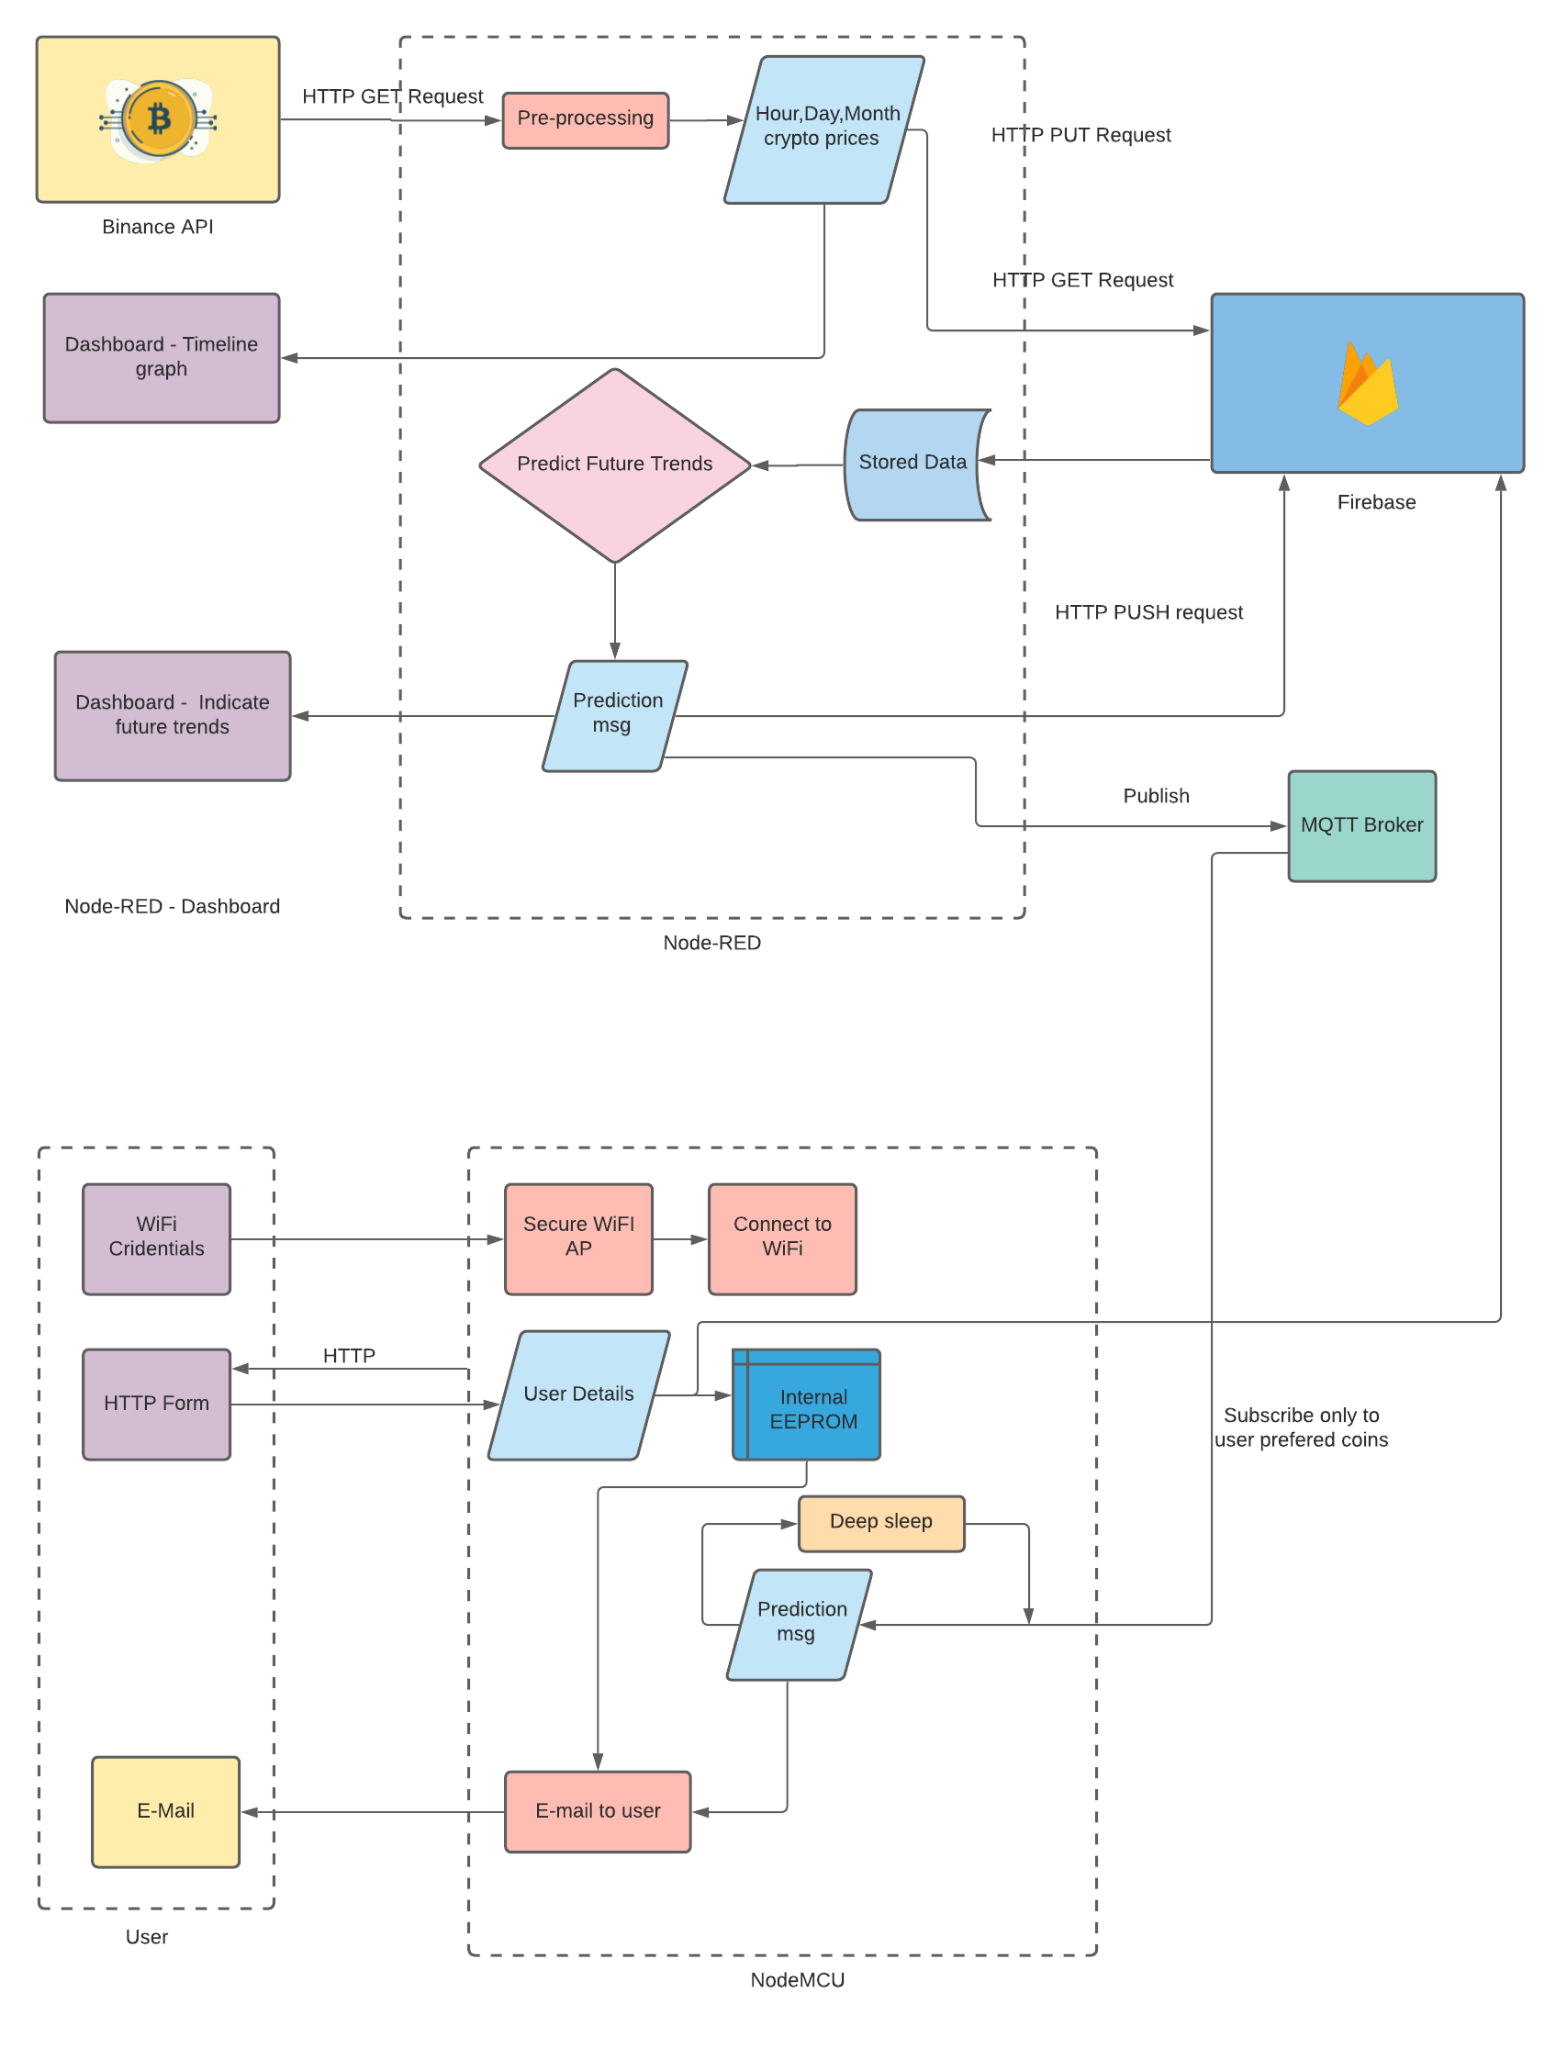 HTTP GET Request
Pre-processing
Hour,Day,Month
crypto prices
HTTP PUT Request
Binance API
HTTP GET Request
Dashboard - Timeline
graph
Predict Future Trends
Stored Data
Firebase
HTTP PUSH request
Dashboard -  Indicate
future trends
Prediction
msg
Publish
MQTT Broker
Node-RED - Dashboard
Node-RED
WiFi
Cridentials
Secure WiFI
AP
Connect to
WiFi
HTTP
HTTP Form
User Details
Internal
EEPROM
Subscribe only to
user prefered coins
Deep sleep
Prediction
msg
E-Mail
E-mail to user
User
NodeMCU